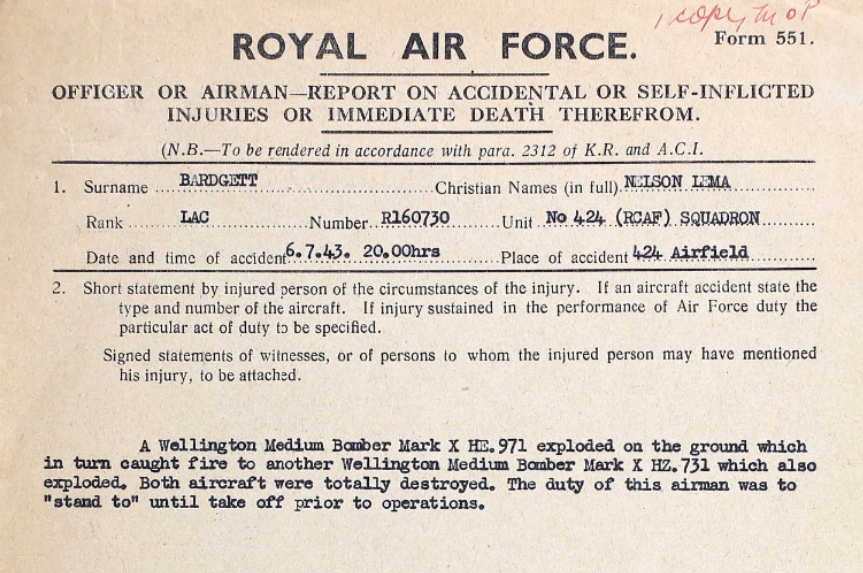 1 copy M of P
ROYAL AIR FORCE. Form 551.
OFFICER OR AIRMAN—REPORT ON ACCIDENTAL OR SELF-INFLICTED
INJURIES OR IMMEDIATE DEATH THEREFROM.
(N.B.—To be rendered in accordance with para. 2312 of K.R. and A.C.I.
1. Surname ... BARDGETT ... Christian Names (in full) NELSON LEMA
Rank ... LAC ... Number R160730 ... Unit No 424 (RCAF) SQUADRON
Date and time of accident 6.7.43. 20.00hrs ... Place of accident 424 Airfield
2. Short statement by injured person of the circumstances of the injury. If an aircraft accident state the
type and number of the aircraft. If injury sustained in the performance of Air Force duty the
particular act of duty to be specified.
Signed statements of witnesses, or of persons to whom the injured person may have mentioned
his injury, to be attached.
A Wellington Medium Bomber Mark X HE.971 exploded on the ground which
in turn caught fire to another Wellington Medium Bomber Mark X HZ.731 which also
exploded. Both aircraft were totally destroyed. The duty of this airman was to
"stand to" until take off prior to operations.